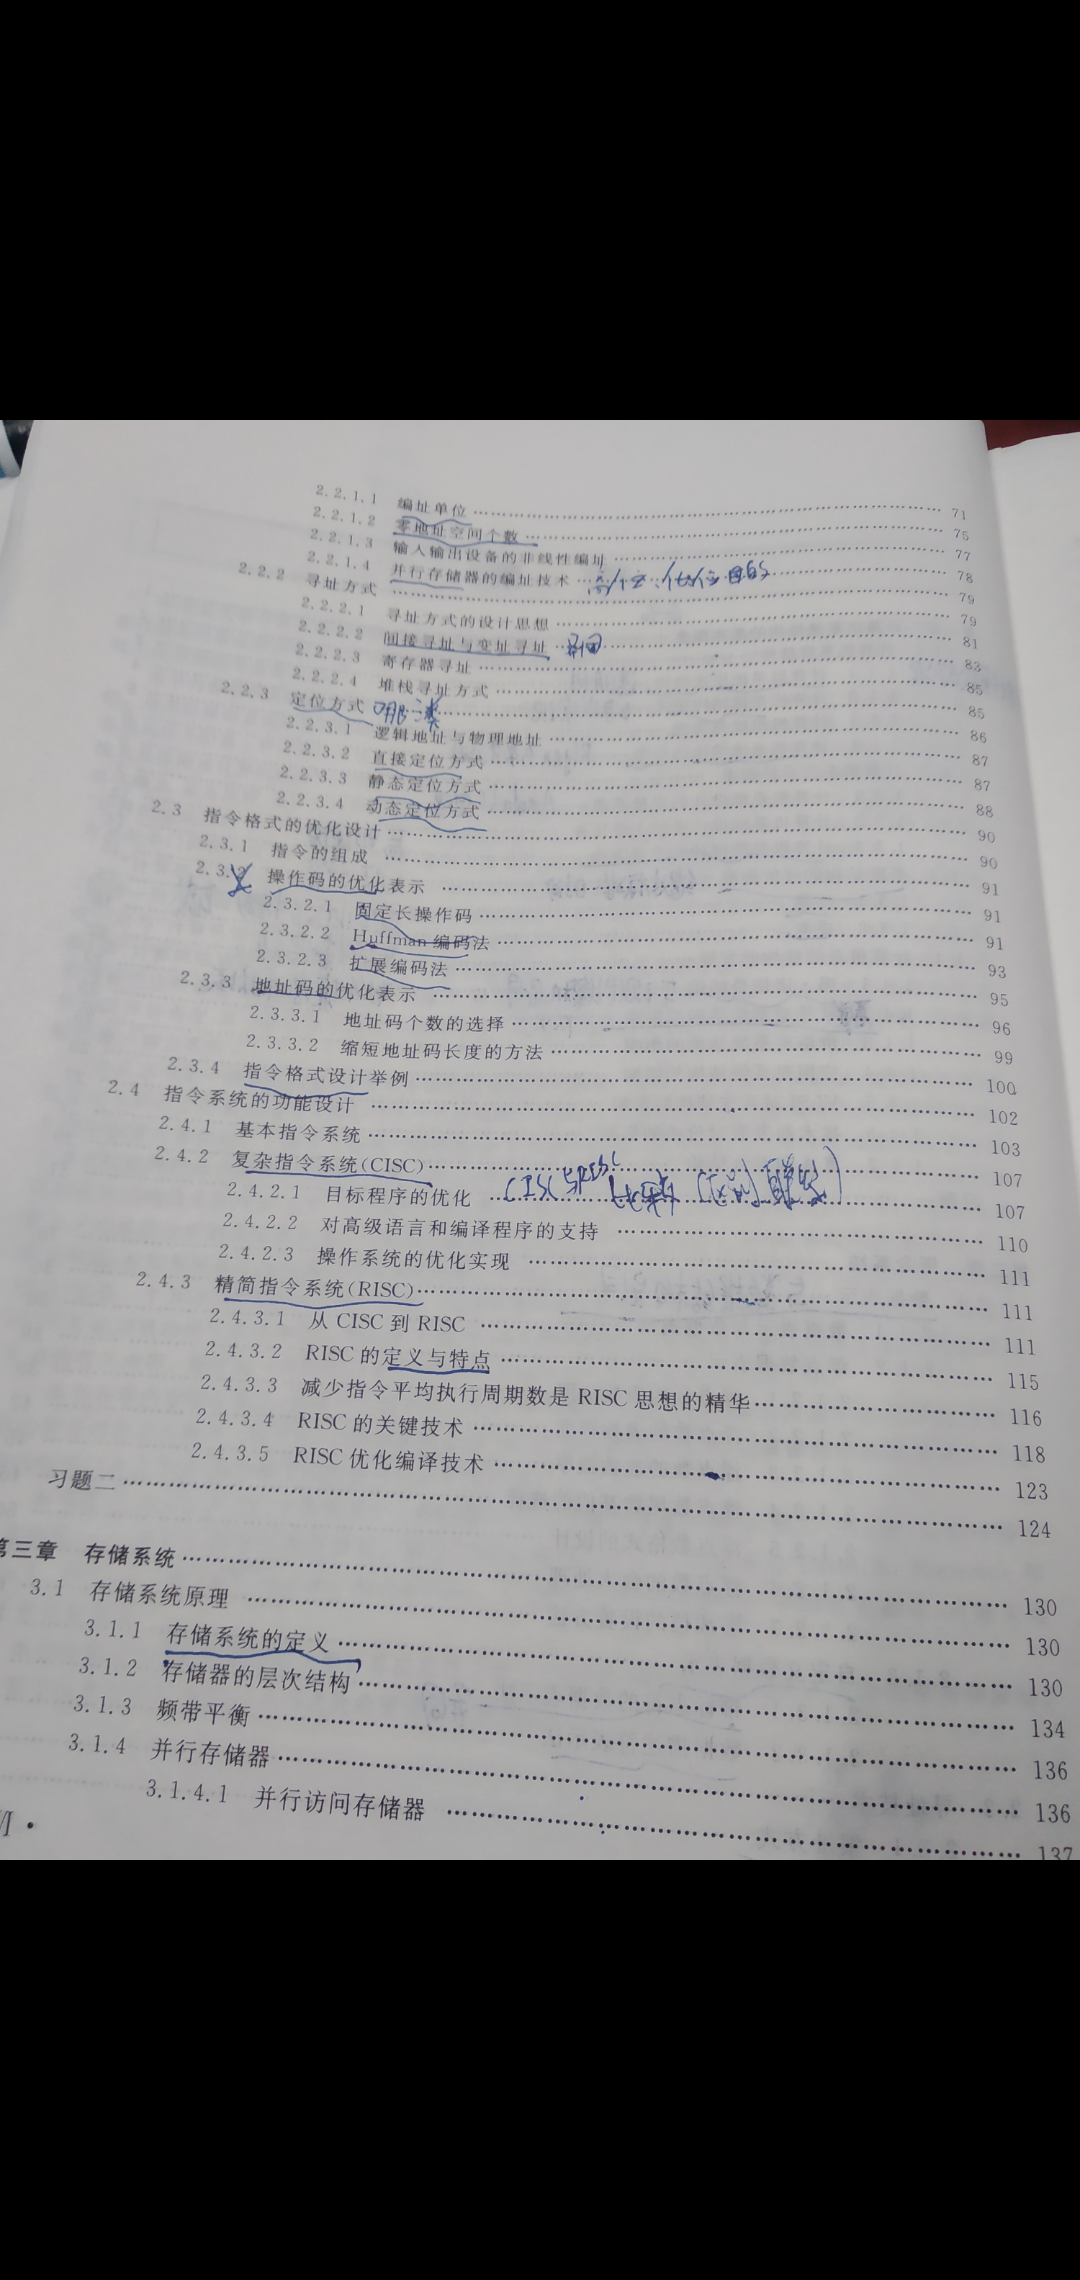 2.2.1.1 编址单位 …… 71
2.2.1.2 零地址空间个数 …… 75
2.2.1.3 输入输出设备的非线性编址 …… 77
2.2.1.4 并行存储器的编址技术 …… 高位、低位目的 78
2.2.2 寻址方式 …… 79
2.2.2.1 寻址方式的设计思想 …… 79
2.2.2.2 间接寻址与变址寻址 …… 81
2.2.2.3 寄存器寻址 …… 83
2.2.2.4 堆栈寻址方式 …… 85
2.2.3 定位方式 哪三类 …… 85
2.2.3.1 逻辑地址与物理地址 …… 86
2.2.3.2 直接定位方式 …… 87
2.2.3.3 静态定位方式 …… 87
2.2.3.4 动态定位方式 …… 88
2.3 指令格式的优化设计 …… 90
2.3.1 指令的组成 …… 90
2.3.2 操作码的优化表示 …… 91
2.3.2.1 固定长操作码 …… 91
2.3.2.2 Huffman 编码法 …… 91
2.3.2.3 扩展编码法 …… 93
2.3.3 地址码的优化表示 …… 95
2.3.3.1 地址码个数的选择 …… 96
2.3.3.2 缩短地址码长度的方法 …… 99
2.3.4 指令格式设计举例 …… 100
2.4 指令系统的功能设计 …… 102
2.4.1 基本指令系统 …… 103
2.4.2 复杂指令系统(CISC) …… 107
2.4.2.1 目标程序的优化 …… CISC与RISC (区别 联系) 107
2.4.2.2 对高级语言和编译程序的支持 …… 110
2.4.2.3 操作系统的优化实现 …… 111
2.4.3 精简指令系统(RISC) …… 111
2.4.3.1 从 CISC 到 RISC …… 111
2.4.3.2 RISC 的定义与特点 …… 115
2.4.3.3 减少指令平均执行周期数是 RISC 思想的精华 …… 116
2.4.3.4 RISC 的关键技术 …… 118
2.4.3.5 RISC 优化编译技术 …… 123
习题二 …… 124
第三章 存储系统 …… 130
3.1 存储系统原理 …… 130
3.1.1 存储系统的定义 …… 130
3.1.2 存储器的层次结构 …… 134
3.1.3 频带平衡 …… 136
3.1.4 并行存储器 …… 136
3.1.4.1 并行访问存储器 …… 137